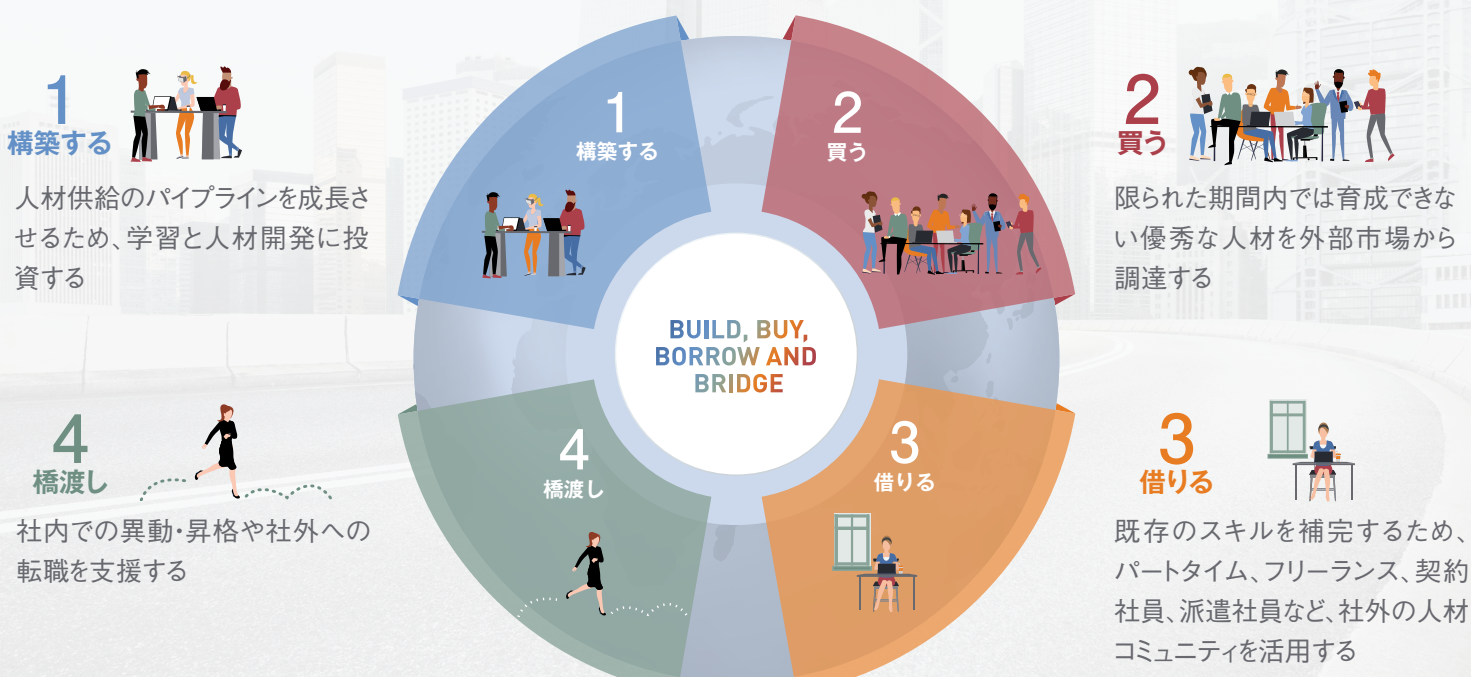 1
構築する
人材供給のパイプラインを成長さ
せるため、学習と人材開発に投
資する
1
構築する
2
買う
2
買う
限られた期間内では育成できな
い優秀な人材を外部市場から
調達する
BUILD, BUY,
BORROW AND
BRIDGE
4
橋渡し
社内での異動・昇格や社外への
転職を支援する
4
橋渡し
3
借りる
3
借りる
既存のスキルを補完するため、
パートタイム、フリーランス、契約
社員、派遣社員など、社外の人材
コミュニティを活用する